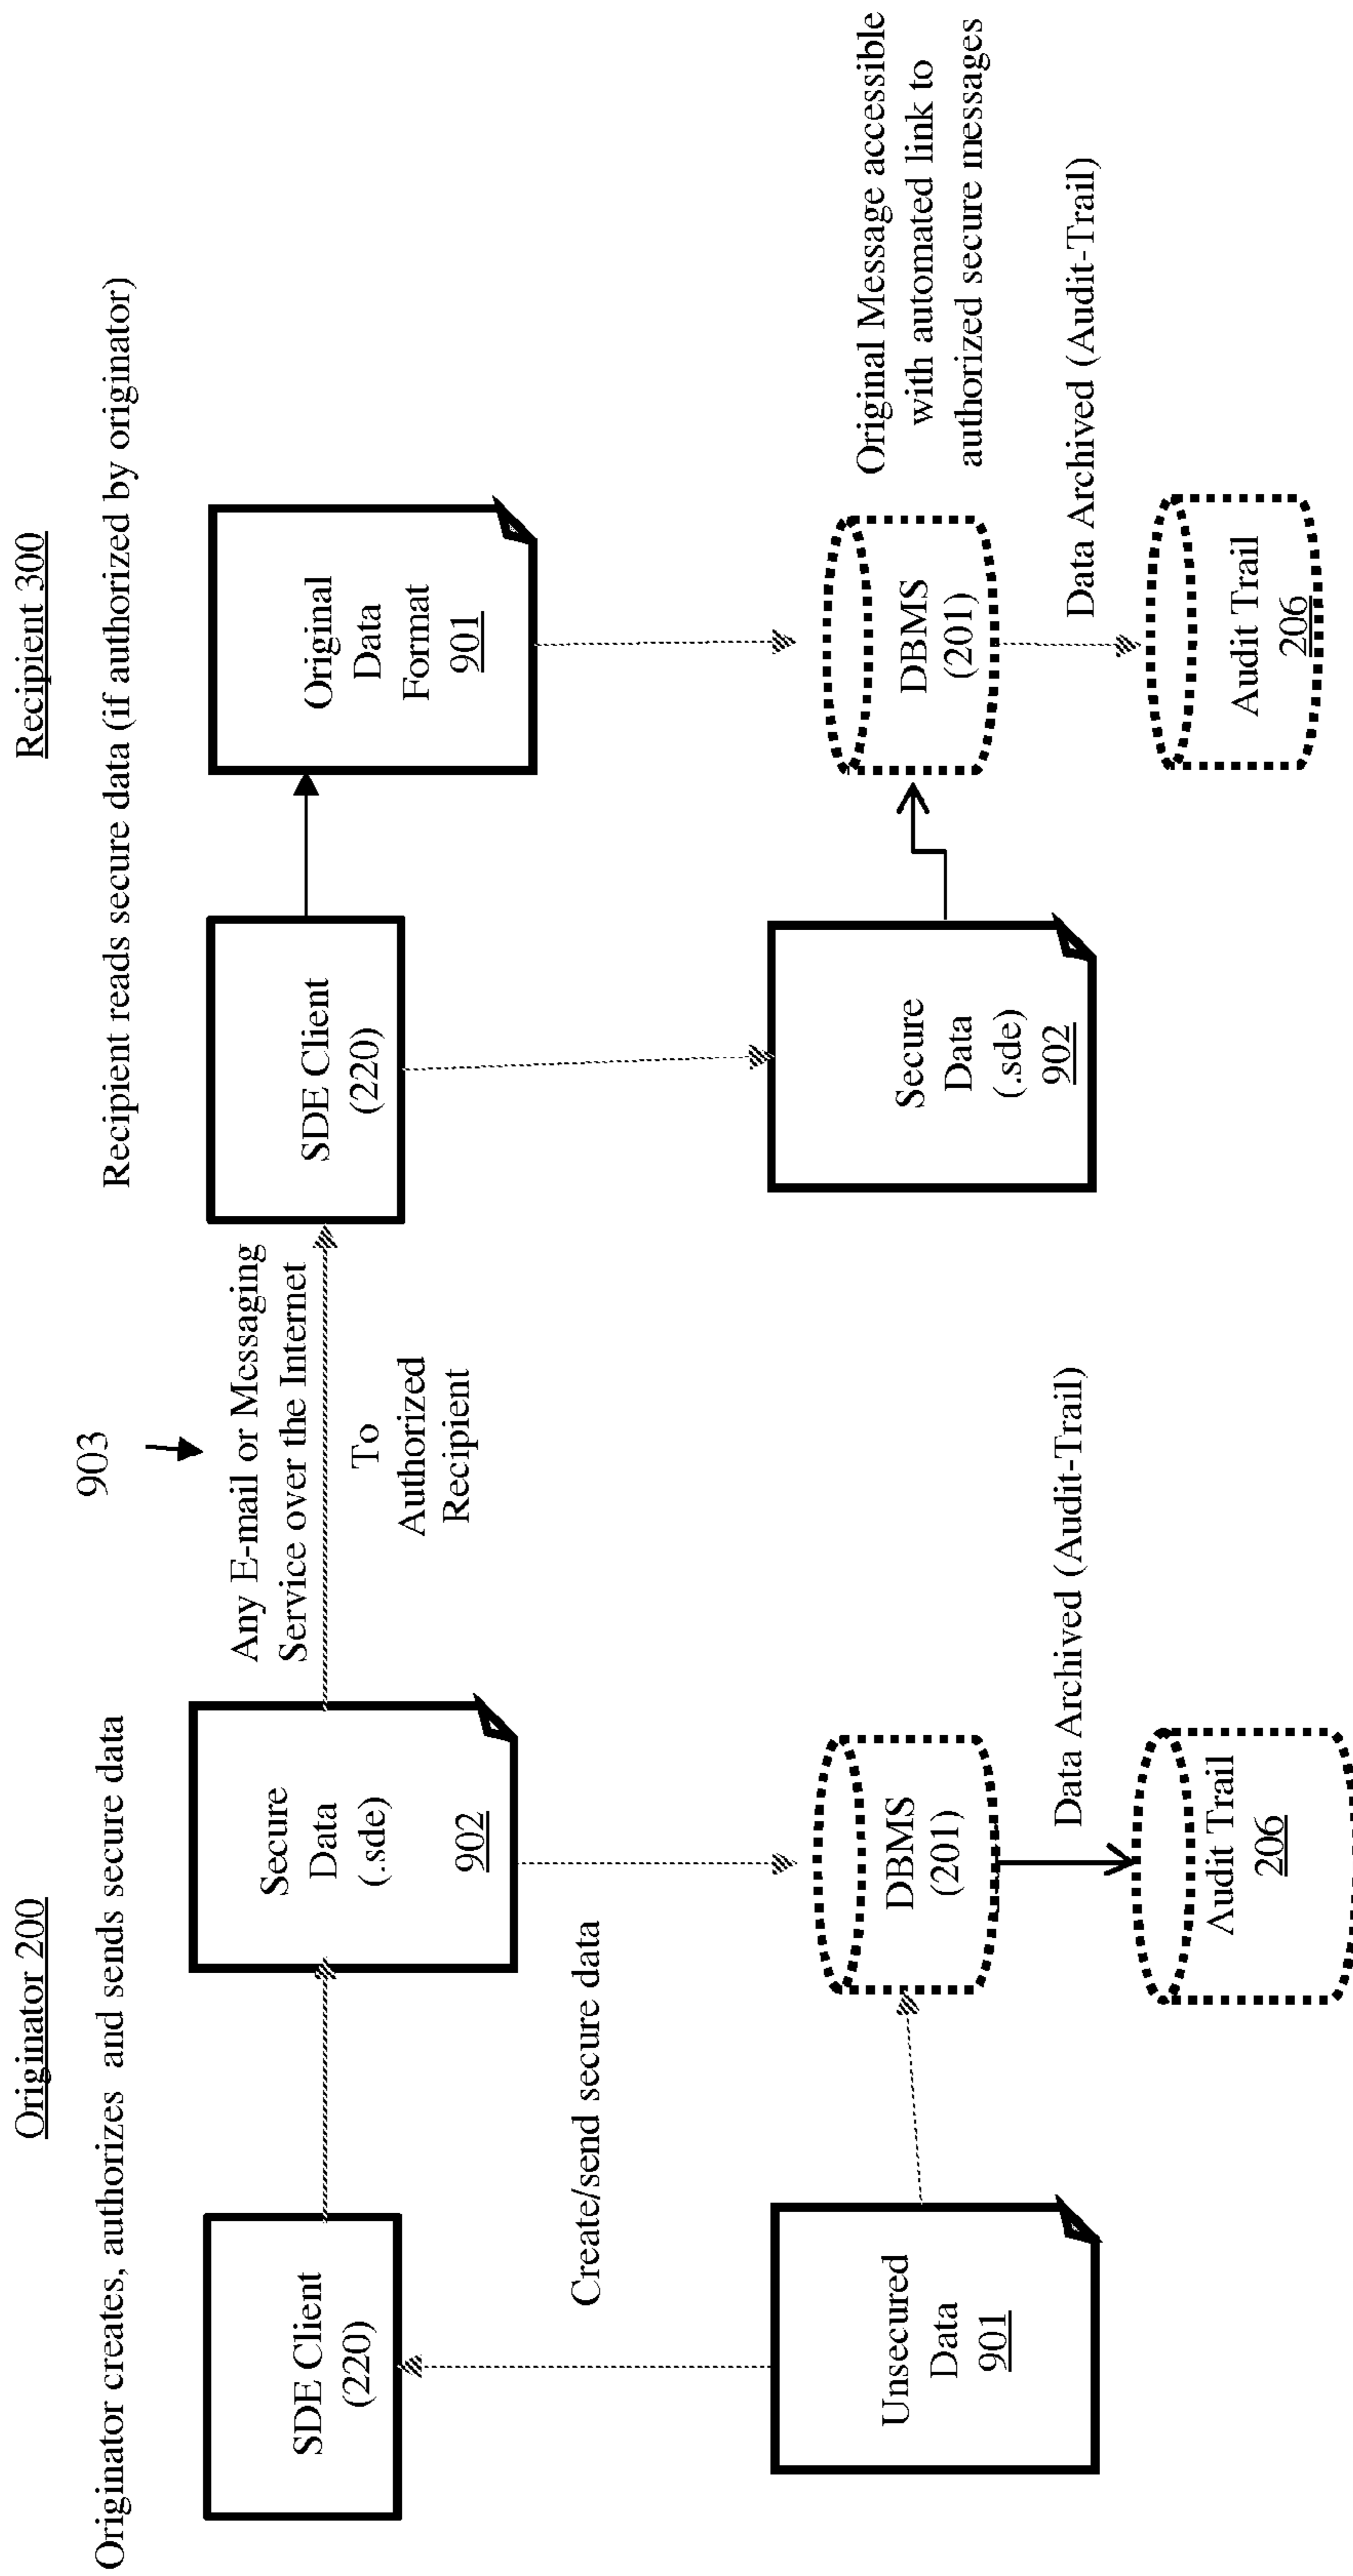 Originator 200
Originator creates, authorizes and sends secure data
SDE Client
(220)
Secure
Data
(.sde)
902
Create/send secure data
Unsecured
Data
901
DBMS
(201)
Data Archived (Audit-Trail)
Audit Trail
206
903
Any E-mail or Messaging
Service over the Internet
To
Authorized
Recipient
Recipient 300
Recipient reads secure data (if authorized by originator)
SDE Client
(220)
Original
Data
Format
901
Secure
Data
(.sde)
902
DBMS
(201)
Original Message accessible
with automated link to
authorized secure messages
Data Archived (Audit-Trail)
Audit Trail
206